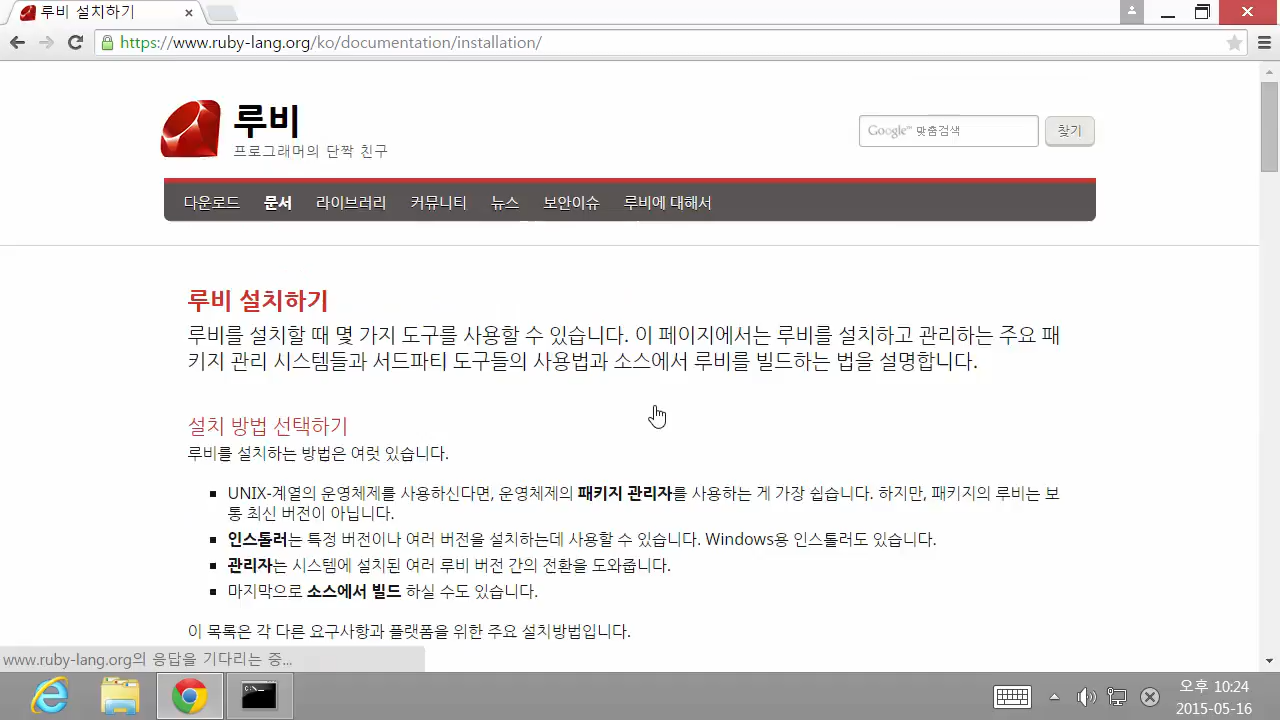 루비 설치하기
https://www.ruby-lang.org/ko/documentation/installation/
루비
프로그래머의 단짝 친구
Google™ 맞춤검색
찾기
다운로드 문서 라이브러리 커뮤니티 뉴스 보안이슈 루비에 대해서
루비 설치하기
루비를 설치할 때 몇 가지 도구를 사용할 수 있습니다. 이 페이지에서는 루비를 설치하고 관리하는 주요 패
키지 관리 시스템들과 서드파티 도구들의 사용법과 소스에서 루비를 빌드하는 법을 설명합니다.
설치 방법 선택하기
루비를 설치하는 방법은 여럿 있습니다.
UNIX-계열의 운영체제를 사용하신다면, 운영체제의 패키지 관리자를 사용하는 게 가장 쉽습니다. 하지만, 패키지의 루비는 보
통 최신 버전이 아닙니다.
인스톨러는 특정 버전이나 여러 버전을 설치하는데 사용할 수 있습니다. Windows용 인스톨러도 있습니다.
관리자는 시스템에 설치된 여러 루비 버전 간의 전환을 도와줍니다.
마지막으로 소스에서 빌드 하실 수도 있습니다.
이 목록은 각 다른 요구사항과 플랫폼을 위한 주요 설치방법입니다.
www.ruby-lang.org의 응답을 기다리는 중...
오후 10:24
2015-05-16